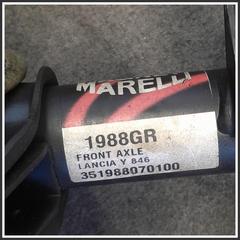 MARELLI
1988GR
FRONT AXLE
LANCIA Y 846
351988070100